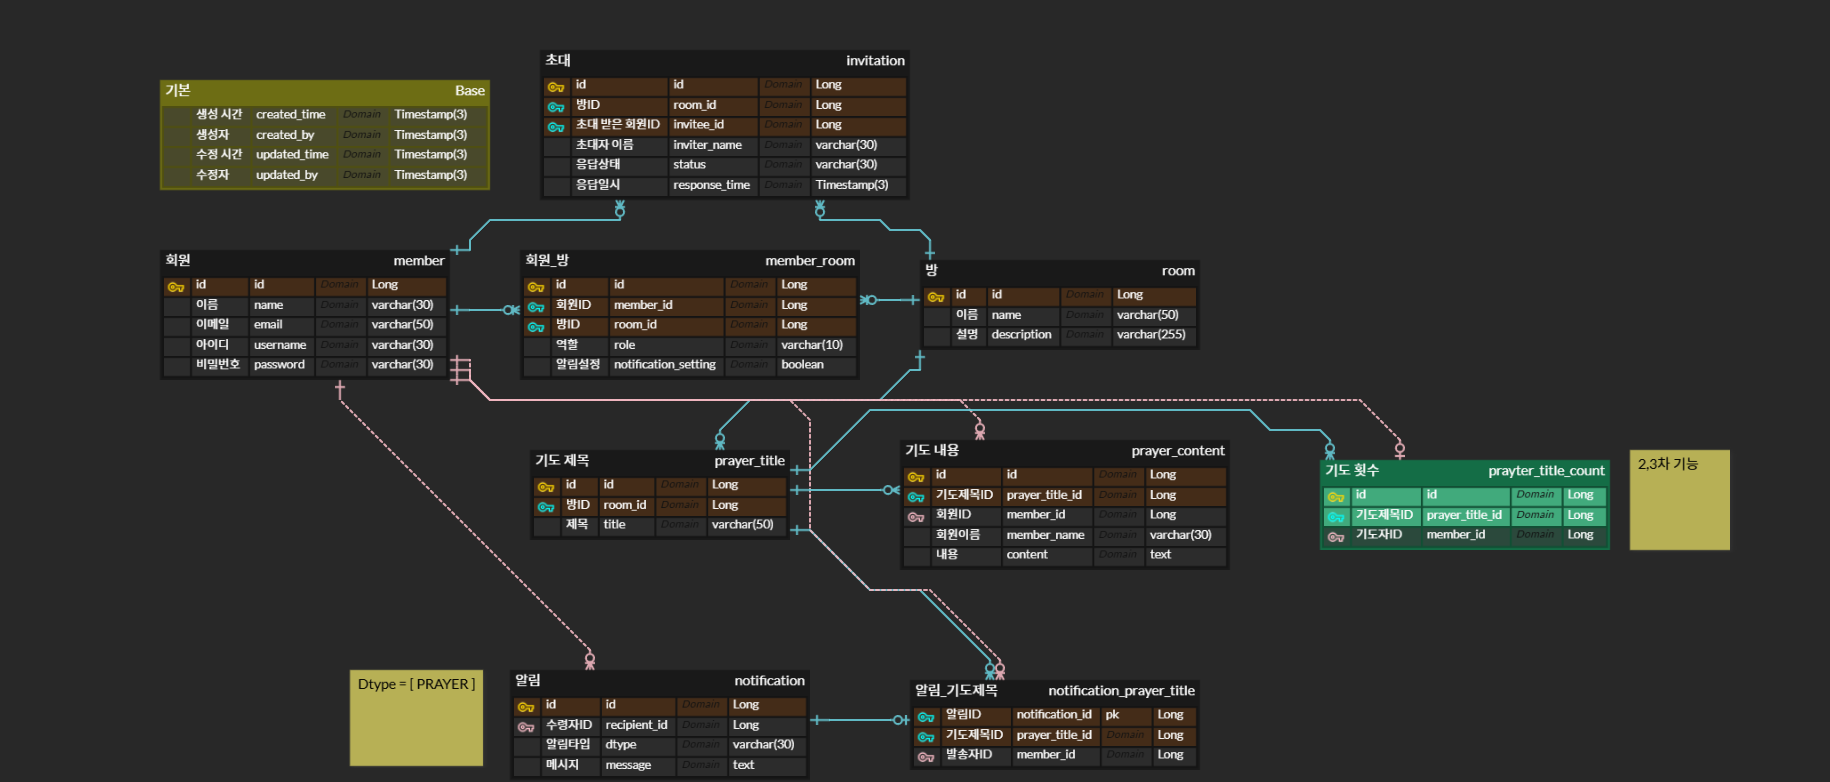 초대 invitation
id id Domain Long
방ID room_id Domain Long
초대 받은 회원ID invitee_id Domain Long
초대자 이름 inviter_name Domain varchar(30)
응답상태 status Domain varchar(30)
응답일시 response_time Domain Timestamp(3)
기본 Base
생성 시간 created_time Domain Timestamp(3)
생성자 created_by Domain Timestamp(3)
수정 시간 updated_time Domain Timestamp(3)
수정자 updated_by Domain Timestamp(3)
회원 member
id id Domain Long
이름 name Domain varchar(30)
이메일 email Domain varchar(50)
아이디 username Domain varchar(30)
비밀번호 password Domain varchar(30)
회원_방 member_room
id id Domain Long
회원ID member_id Domain Long
방ID room_id Domain Long
역할 role Domain varchar(10)
알림설정 notification_setting Domain boolean
방 room
id id Domain Long
이름 name Domain varchar(50)
설명 description Domain varchar(255)
기도 제목 prayer_title
id id Domain Long
방ID room_id Domain Long
제목 title Domain varchar(50)
기도 내용 prayer_content
id id Domain Long
기도제목ID prayer_title_id Domain Long
회원ID member_id Domain Long
회원이름 member_name Domain varchar(30)
내용 content Domain text
기도 횟수 prayter_title_count
id id Domain Long
기도제목ID prayer_title_id Domain Long
기도자ID member_id Domain Long
2,3차 기능
Dtype = [ PRAYER ]
알림 notification
id id Domain Long
수령자ID recipient_id Domain Long
알림타입 dtype Domain varchar(30)
메시지 message Domain text
알림_기도제목 notification_prayer_title
알림ID notification_id pk Long
기도제목ID prayer_title_id Domain Long
발송자ID member_id Domain Long